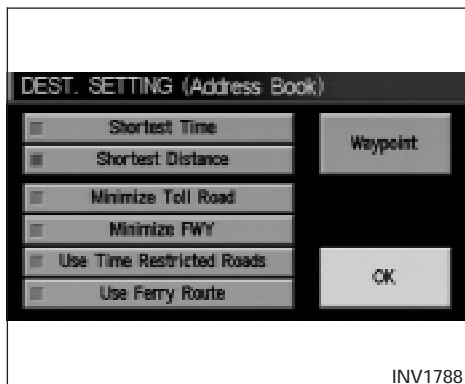 DEST. SETTING (Address Book)
Shortest Time
Shortest Distance
Waypoint
Minimize Toll Road
Minimize FWY
Use Time Restricted Roads
Use Ferry Route
OK
INV1788